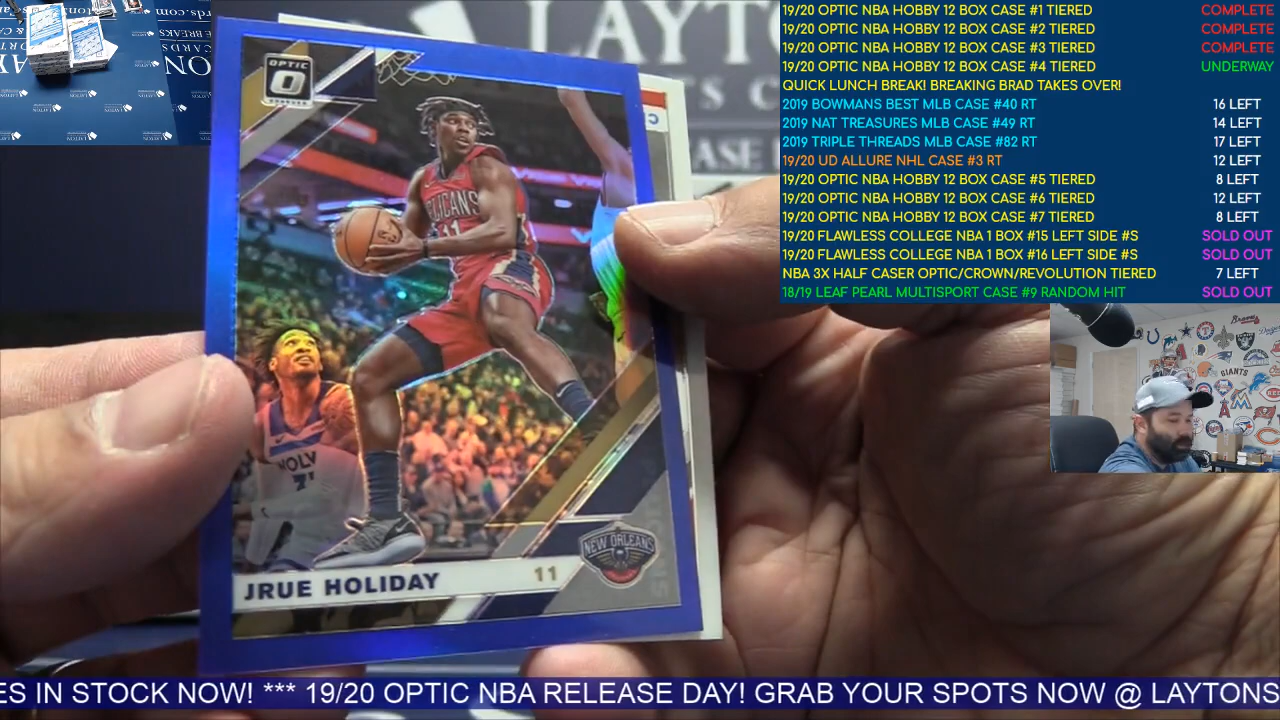 19/20 OPTIC NBA HOBBY 12 BOX CASE #1 TIERED COMPLETE
19/20 OPTIC NBA HOBBY 12 BOX CASE #2 TIERED COMPLETE
19/20 OPTIC NBA HOBBY 12 BOX CASE #3 TIERED COMPLETE
19/20 OPTIC NBA HOBBY 12 BOX CASE #4 TIERED UNDERWAY
QUICK LUNCH BREAK! BREAKING BRAD TAKES OVER!
2019 BOWMANS BEST MLB CASE #40 RT 16 LEFT
2019 NAT TREASURES MLB CASE #49 RT 14 LEFT
2019 TRIPLE THREADS MLB CASE #82 RT 17 LEFT
19/20 UD ALLURE NHL CASE #3 RT 12 LEFT
19/20 OPTIC NBA HOBBY 12 BOX CASE #5 TIERED 8 LEFT
19/20 OPTIC NBA HOBBY 12 BOX CASE #6 TIERED 12 LEFT
19/20 OPTIC NBA HOBBY 12 BOX CASE #7 TIERED 8 LEFT
19/20 FLAWLESS COLLEGE NBA 1 BOX #15 LEFT SIDE #S SOLD OUT
19/20 FLAWLESS COLLEGE NBA 1 BOX #16 LEFT SIDE #S SOLD OUT
NBA 3X HALF CASER OPTIC/CROWN/REVOLUTION TIERED 7 LEFT
18/19 LEAF PEARL MULTISPORT CASE #9 RANDOM HIT SOLD OUT
LAYTO
OPTIC
ELICANS
11
WOLV
GIANTS
Braves
NEW ORLEANS
JRUE HOLIDAY 11
ES IN STOCK NOW! *** 19/20 OPTIC NBA RELEASE DAY! GRAB YOUR SPOTS NOW @ LAYTONS